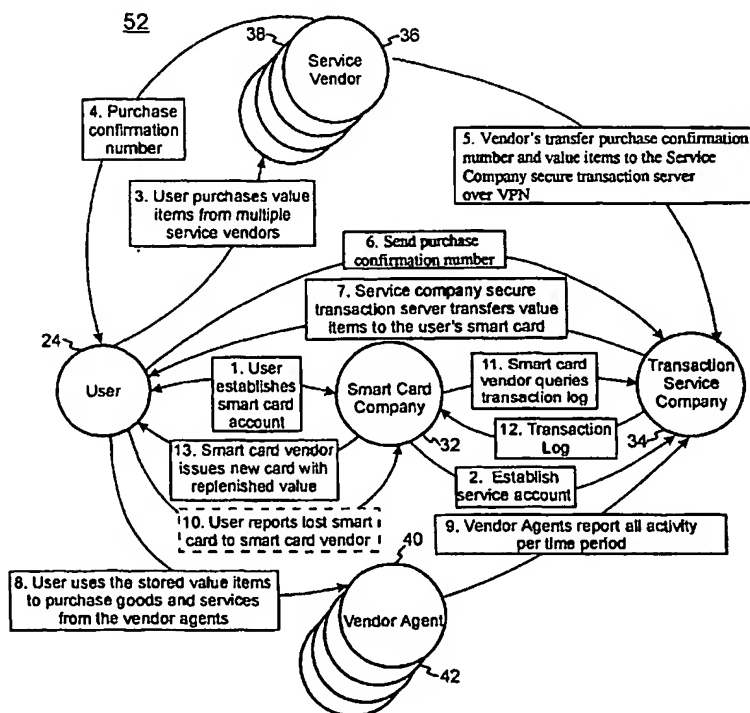 52
38
36
Service
Vendor
4. Purchase
confirmation
number
5. Vendor's transfer purchase confirmation
number and value items to the Service
Company secure transaction server
over VPN
3. User purchases value
items from multiple
service vendors
6. Send purchase
confirmation number
7. Service company secure
transaction server transfers value
items to the user's smart card
24
User
1. User
establishes
smart card
account
Smart Card
Company
32
11. Smart card
vendor queries
transaction log
Transaction
Service
Company
34
12. Transaction
Log
13. Smart card vendor
issues new card with
replenished value
2. Establish
service account
10. User reports lost smart
card to smart card vendor
9. Vendor Agents report all activity
per time period
8. User uses the stored value items
to purchase goods and services
from the vendor agents
40
Vendor Agent
42